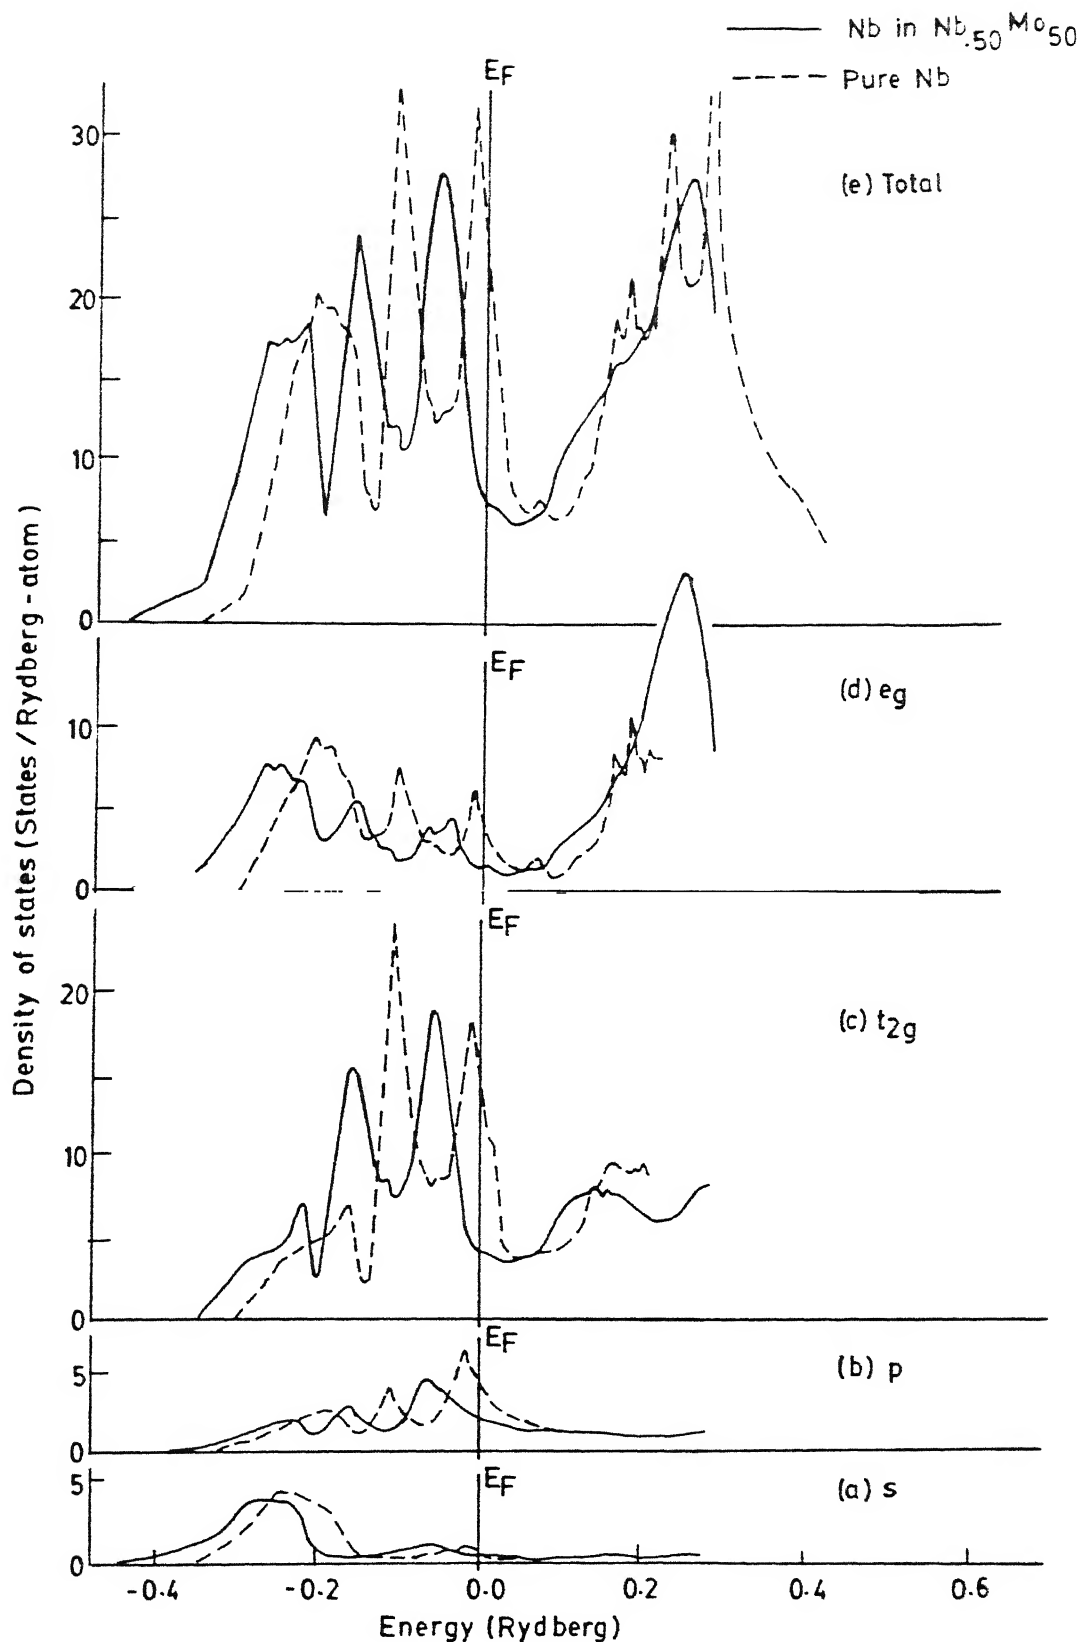 Nb in Nb.50 Mo50
Pure Nb
EF
30
(e) Total
20
10
0
EF
(d) eg
10
0
EF
20
(c) t2g
10
0
EF
5
(b) p
0
5
EF
(a) s
0
-0.4 -0.2 0.0 0.2 0.4 0.6
Energy (Rydberg)
Density of states (States / Rydberg - atom)